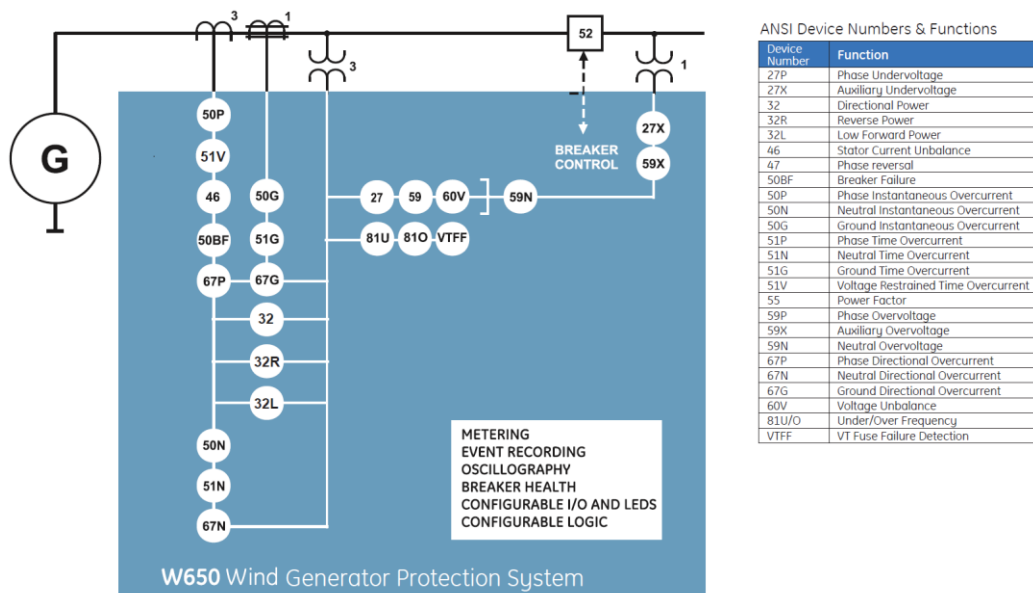 3
1
52
3
1
G
50P
51V
46
50BF
67P
50G
51G
67G
32
32R
32L
50N
51N
67N
27
59
60V
59N
81U
81O
VTFF
BREAKER
CONTROL
27X
59X
METERING
EVENT RECORDING
OSCILLOGRAPHY
BREAKER HEALTH
CONFIGURABLE I/O AND LEDS
CONFIGURABLE LOGIC
W650 Wind Generator Protection System
ANSI Device Numbers & Functions
Device Number Function
27P Phase Undervoltage
27X Auxiliary Undervoltage
32 Directional Power
32R Reverse Power
32L Low Forward Power
46 Stator Current Unbalance
47 Phase reversal
50BF Breaker Failure
50P Phase Instantaneous Overcurrent
50N Neutral Instantaneous Overcurrent
50G Ground Instantaneous Overcurrent
51P Phase Time Overcurrent
51N Neutral Time Overcurrent
51G Ground Time Overcurrent
51V Voltage Restrained Time Overcurrent
55 Power Factor
59P Phase Overvoltage
59X Auxiliary Overvoltage
59N Neutral Overvoltage
67P Phase Directional Overcurrent
67N Neutral Directional Overcurrent
67G Ground Directional Overcurrent
60V Voltage Unbalance
81U/O Under/Over Frequency
VTFF VT Fuse Failure Detection